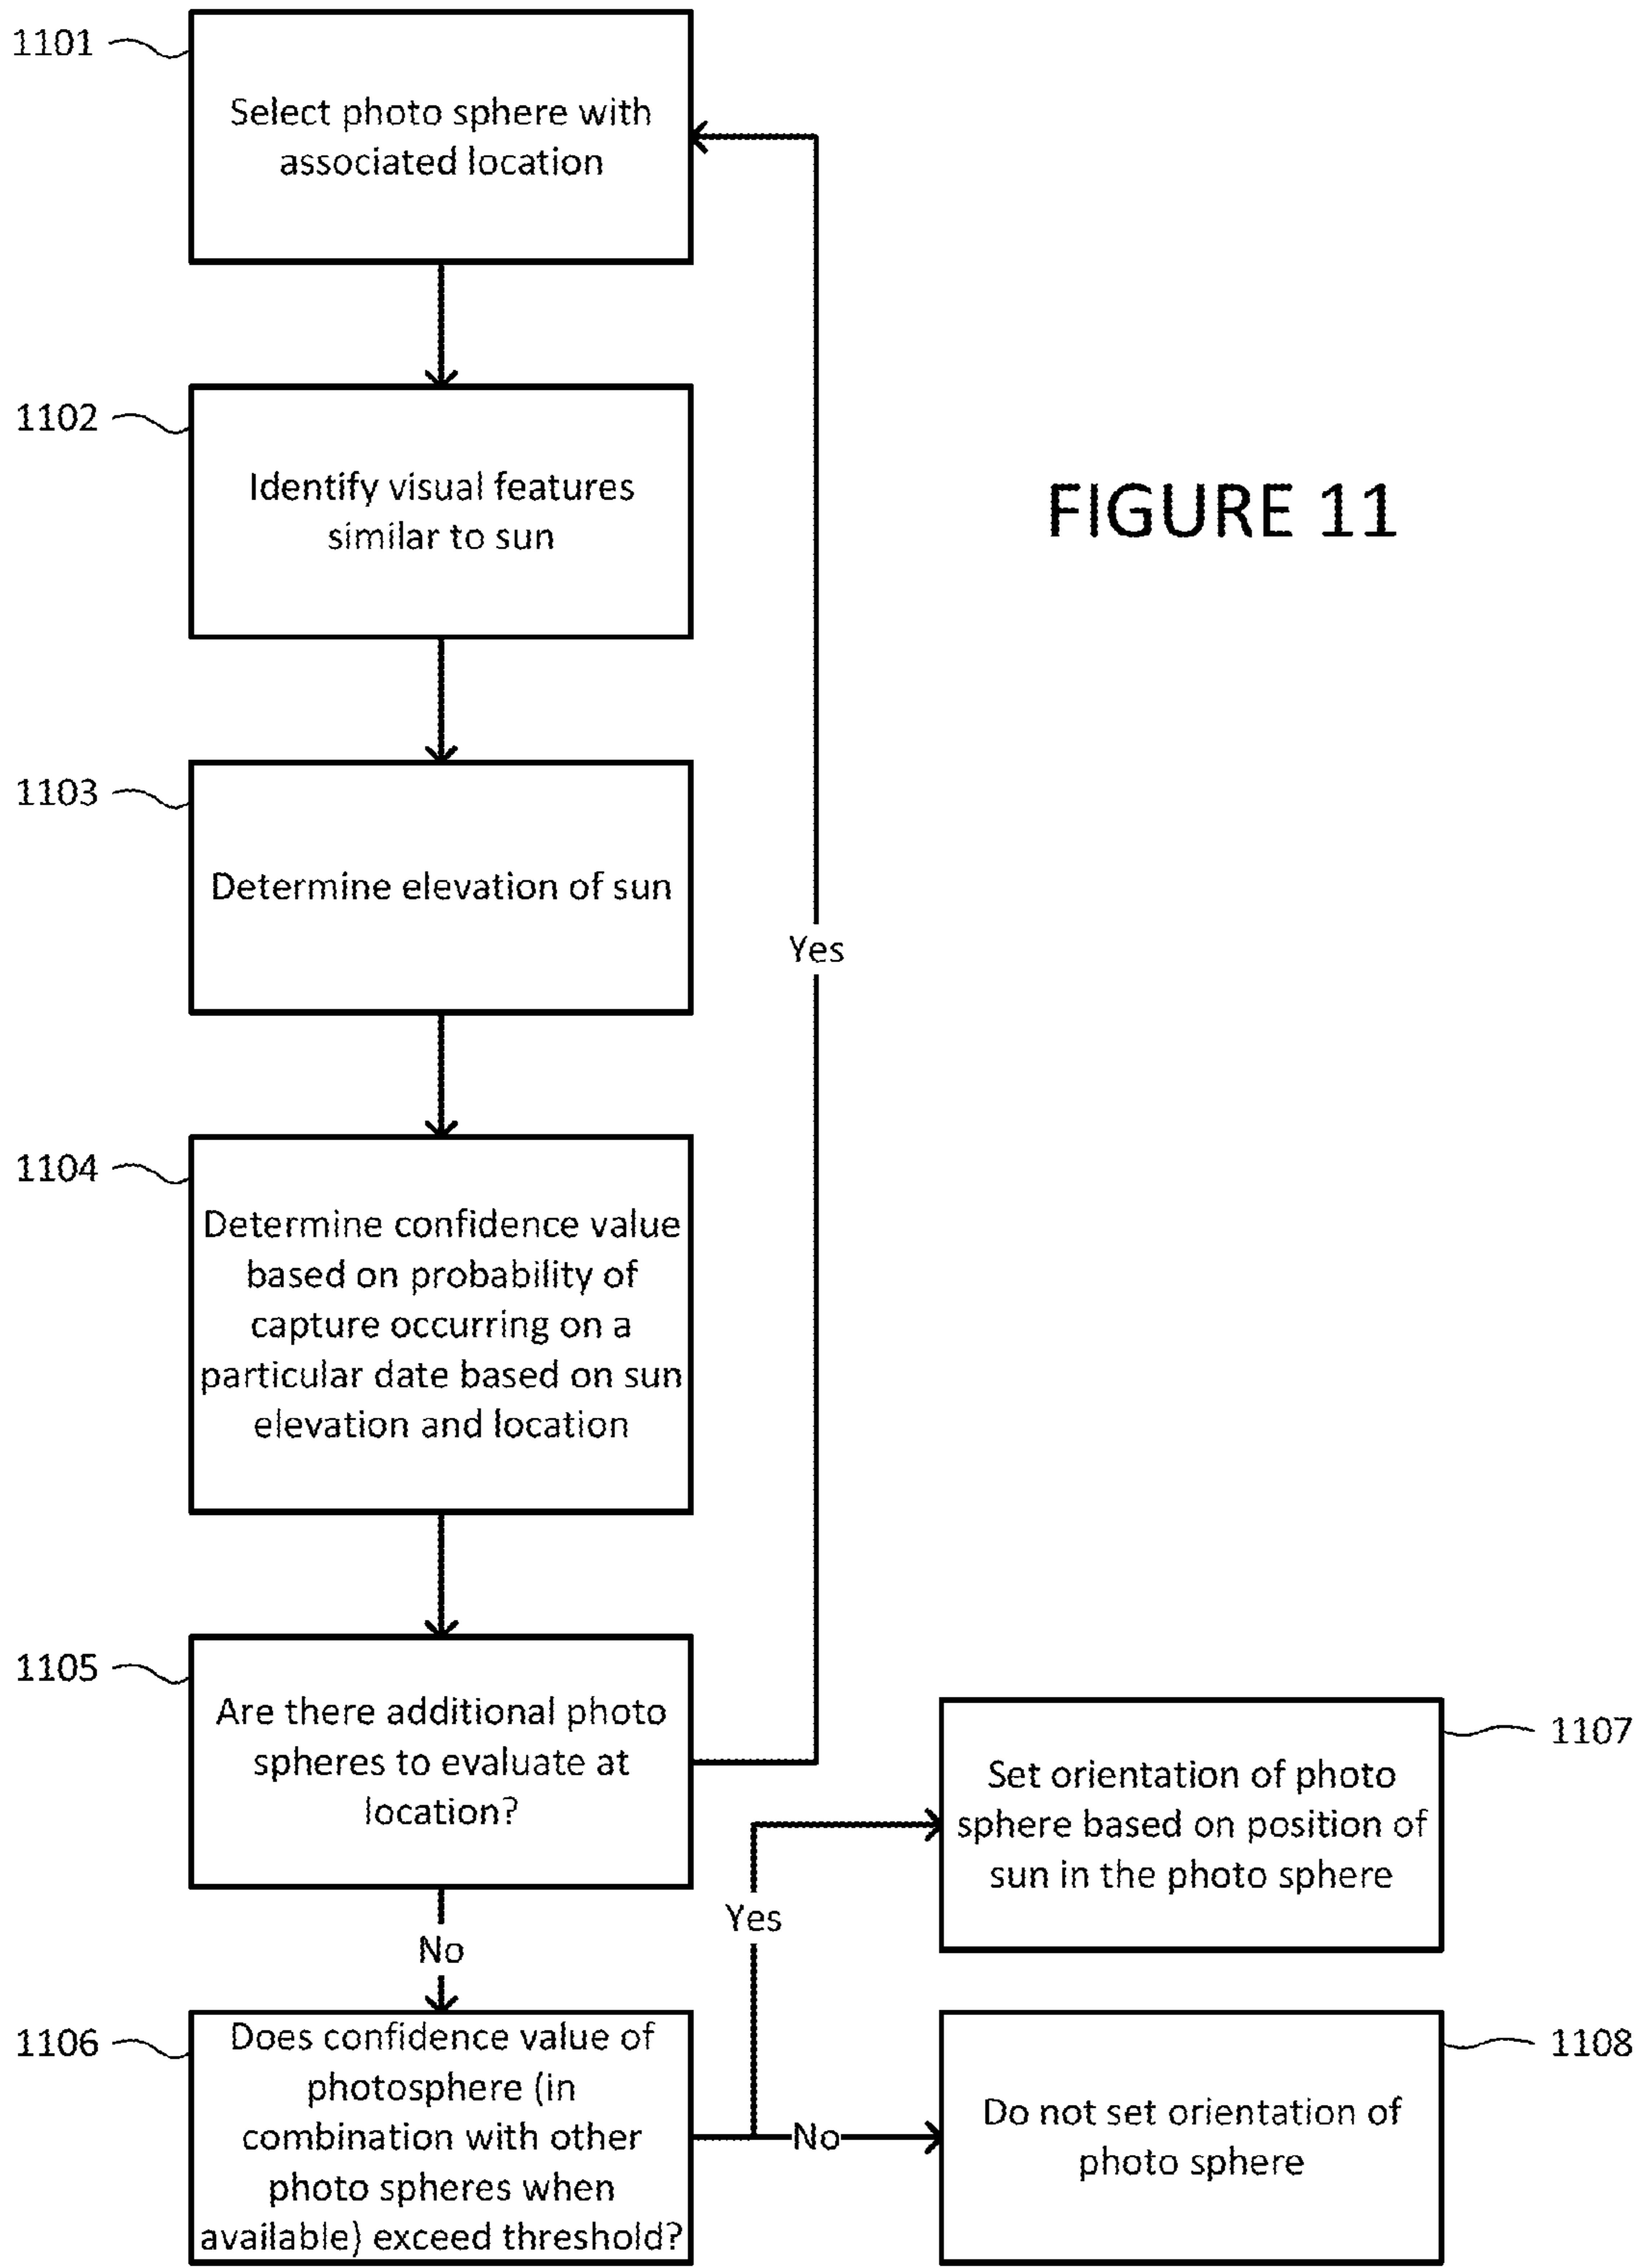 1101
Select photo sphere with
associated location
1102
Identify visual features
similar to sun
FIGURE 11
1103
Determine elevation of sun
Yes
1104
Determine confidence value
based on probability of
capture occurring on a
particular date based on sun
elevation and location
1105
Are there additional photo
spheres to evaluate at
location?
1107
Set orientation of photo
sphere based on position of
sun in the photo sphere
Yes
No
1106
Does confidence value of
photosphere (in
combination with other
photo spheres when
available) exceed threshold?
No
1108
Do not set orientation of
photo sphere